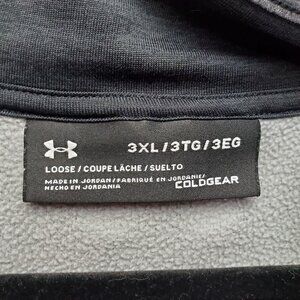 3XL/3TG/3EG
LOOSE / COUPE LÂCHE / SUELTO
MADE IN JORDAN/FABRIQUÉ EN JORDANIE/
HECHO EN JORDANIA
COLDGEAR